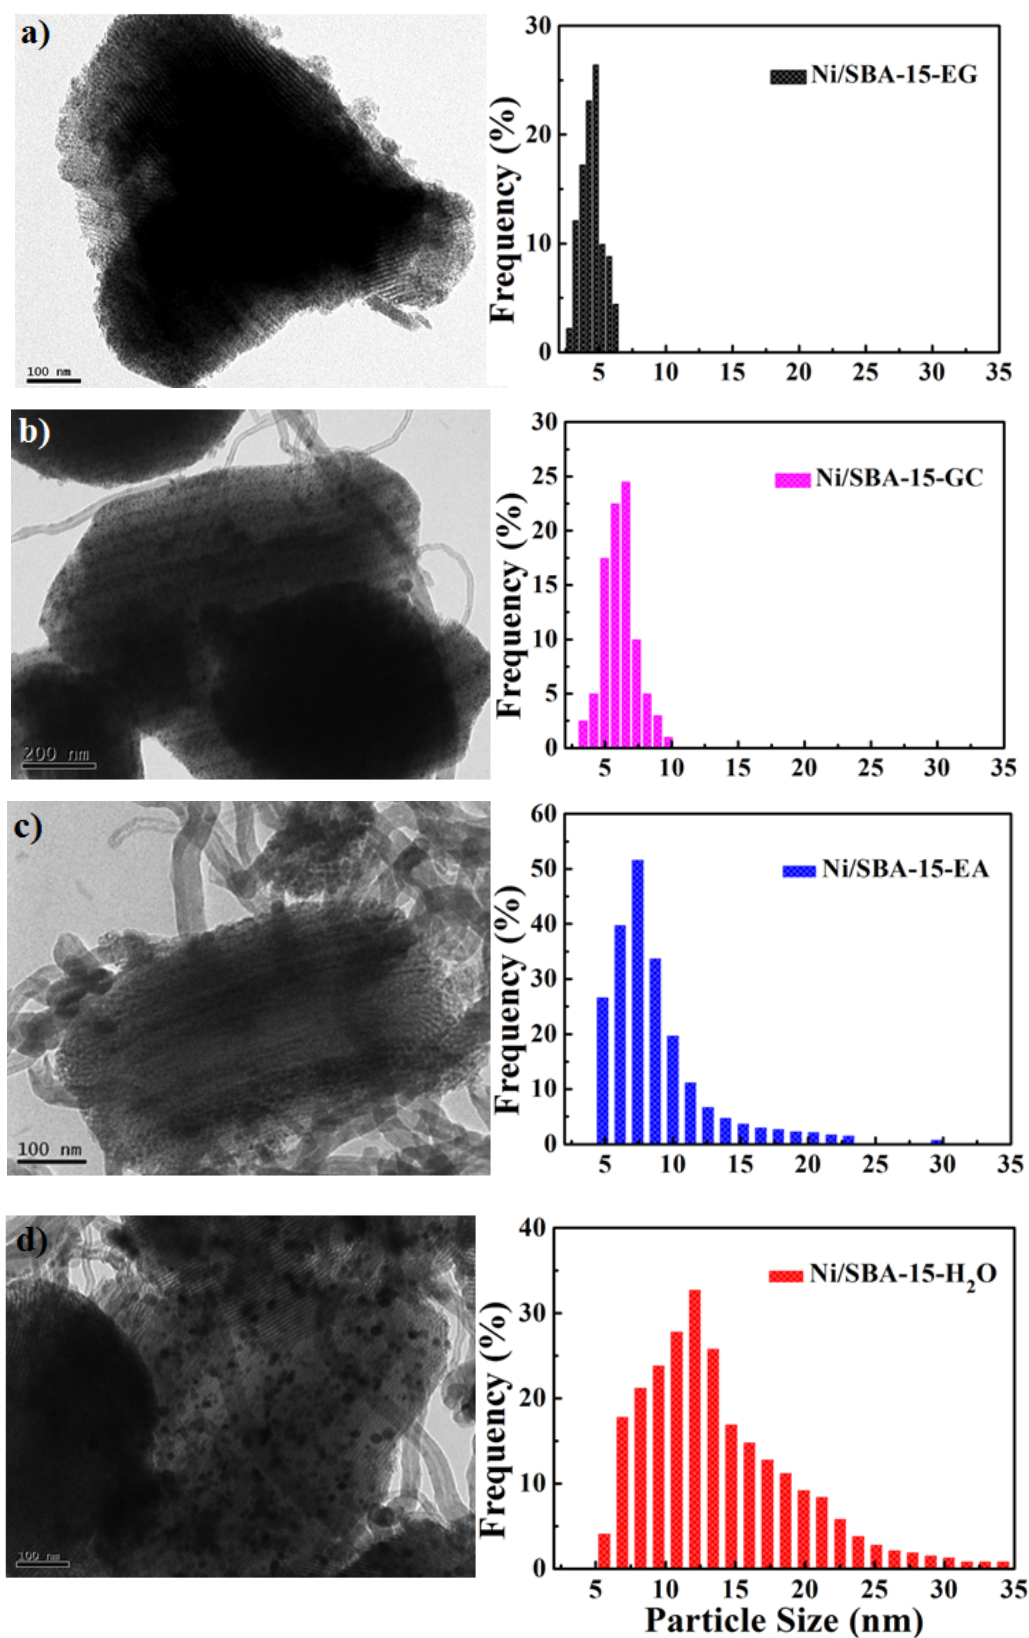 a)
100 nm
Frequency (%)
30
20
10
0
Ni/SBA-15-EG
5 10 15 20 25 30 35
b)
200 nm
Frequency (%)
30
25
20
15
10
5
0
Ni/SBA-15-GC
5 10 15 20 25 30 35
c)
100 nm
Frequency (%)
60
50
40
30
20
10
0
Ni/SBA-15-EA
5 10 15 20 25 30 35
d)
100 nm
Frequency (%)
40
30
20
10
0
Ni/SBA-15-H₂O
5 10 15 20 25 30 35
Particle Size (nm)